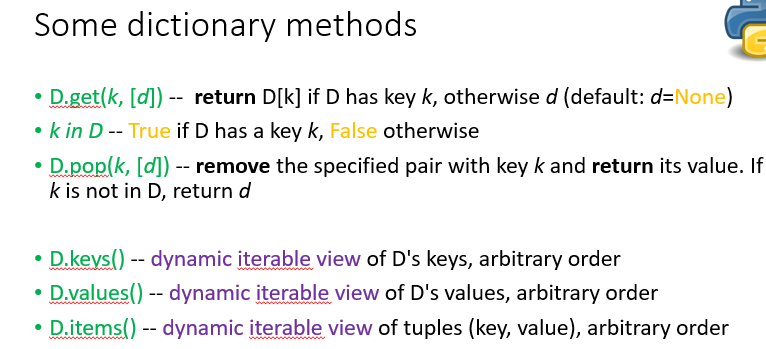 Some dictionary methods
• D.get(k, [d]) -- return D[k] if D has key k, otherwise d (default: d=None)
• k in D -- True if D has a key k, False otherwise
• D.pop(k, [d]) -- remove the specified pair with key k and return its value. If
k is not in D, return d
• D.keys() -- dynamic iterable view of D's keys, arbitrary order
• D.values() -- dynamic iterable view of D's values, arbitrary order
• D.items() -- dynamic iterable view of tuples (key, value), arbitrary order